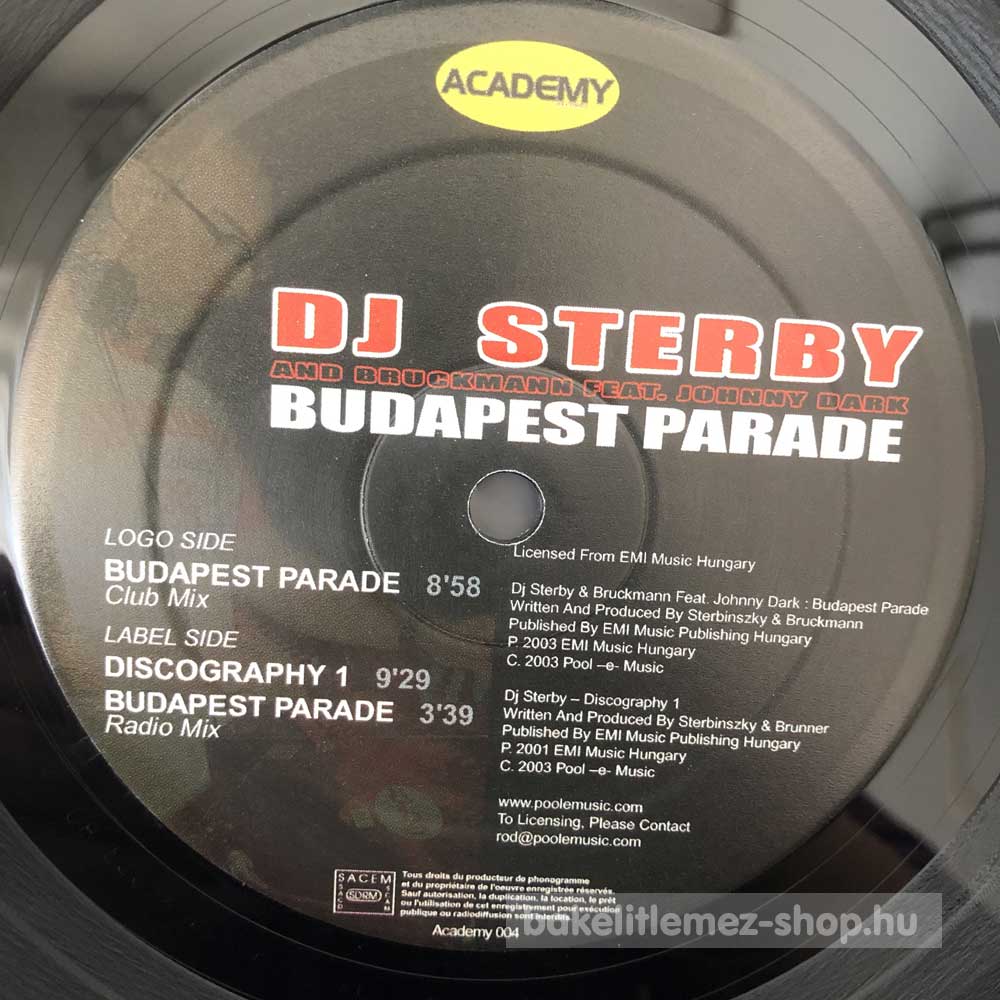 ACADEMY
DJ STERBY
AND BRUCKMANN FEAT. JOHNNY DARK
BUDAPEST PARADE
LOGO SIDE
BUDAPEST PARADE 8'58
Club Mix
LABEL SIDE
DISCOGRAPHY 1 9'29
BUDAPEST PARADE 3'39
Radio Mix
Licensed From EMI Music Hungary
Dj Sterby & Bruckmann Feat. Johnny Dark : Budapest Parade
Written And Produced By Sterbinszky & Bruckmann
Published By EMI Music Publishing Hungary
P. 2003 EMI Music Hungary
C. 2003 Pool –e- Music
Dj Sterby – Discography 1
Written And Produced By Sterbinszky & Brunner
Published By EMI Music Publishing Hungary
P. 2001 EMI Music Hungary
C. 2003 Pool –e- Music
www.poolemusic.com
To Licensing, Please Contact
rod@poolemusic.com
SACEM
SACD
SDRM
SCAM
Tous droits du producteur de phonogramme
et du propriétaire de l'oeuvre enregistrée réservés.
Sauf autorisation, la duplication, la location, le prêt
ou l'utilisation de cet enregistrement pour exécution
publique ou radiodiffusion sont interdits.
Academy 004
bakelitlemez-shop.hu